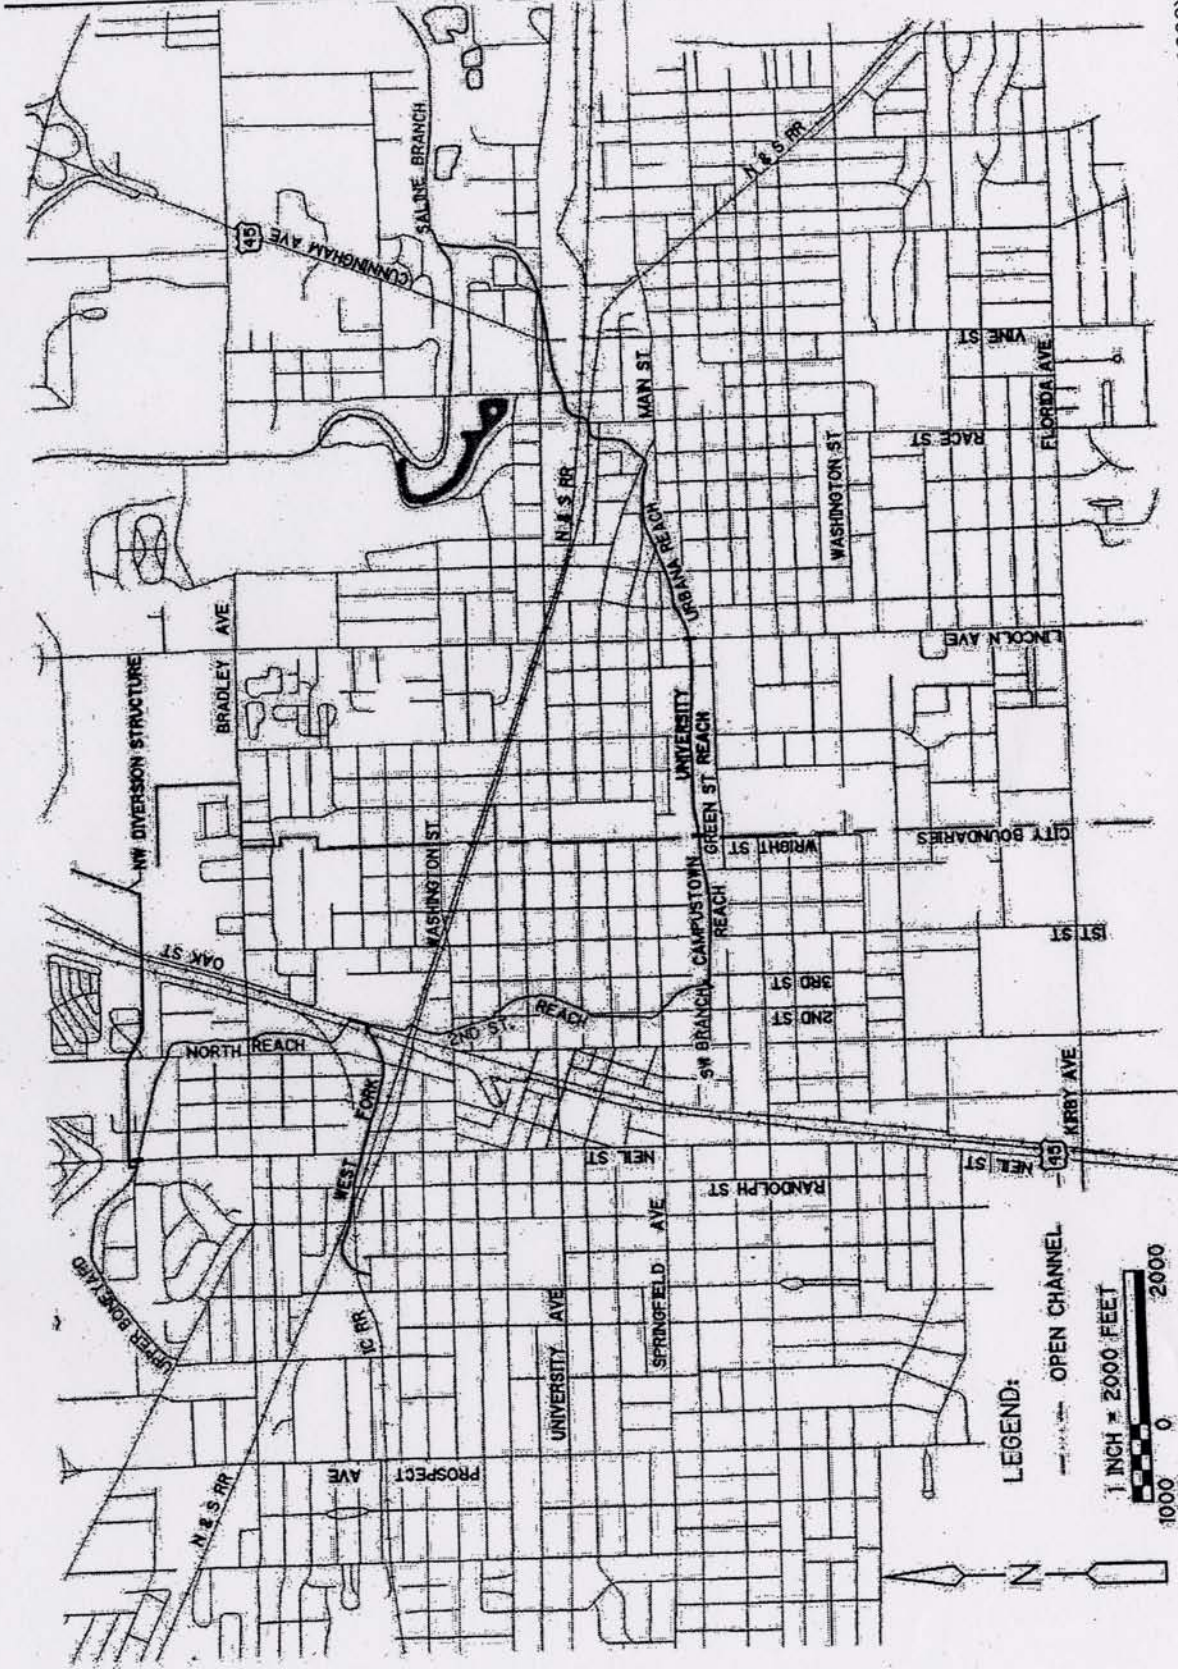 SALINE BRANCH
45
CUNNINGHAM AVE
N & S RR
VINE ST
MAIN ST
FLORIDA AVE
RACE ST
WASHINGTON ST
N & S RR
URBANA REACH
LINCOLN AVE
BRADLEY AVE
NW DIVERSON STRUCTURE
UNIVERSITY
GREEN ST REACH
WRIGHT ST
CITY BOUNDARIES
WASHINGTON ST
CAMPUSTOWN
REACH
1ST ST
OAK ST
3RD ST
2ND ST
SW BRANCH
2ND ST.
REACH
NORTH REACH
WEST FORK
KIRBY AVE
NEIL ST
NEIL ST
45
RANDOLPH ST
UPPER BONEYARD
IC RR
UNIVERSITY AVE
SPRINGFIELD AVE
PROSPECT AVE
N & S RR
LEGEND:
OPEN CHANNEL
1 INCH = 2000 FEET
1000 0 2000
N